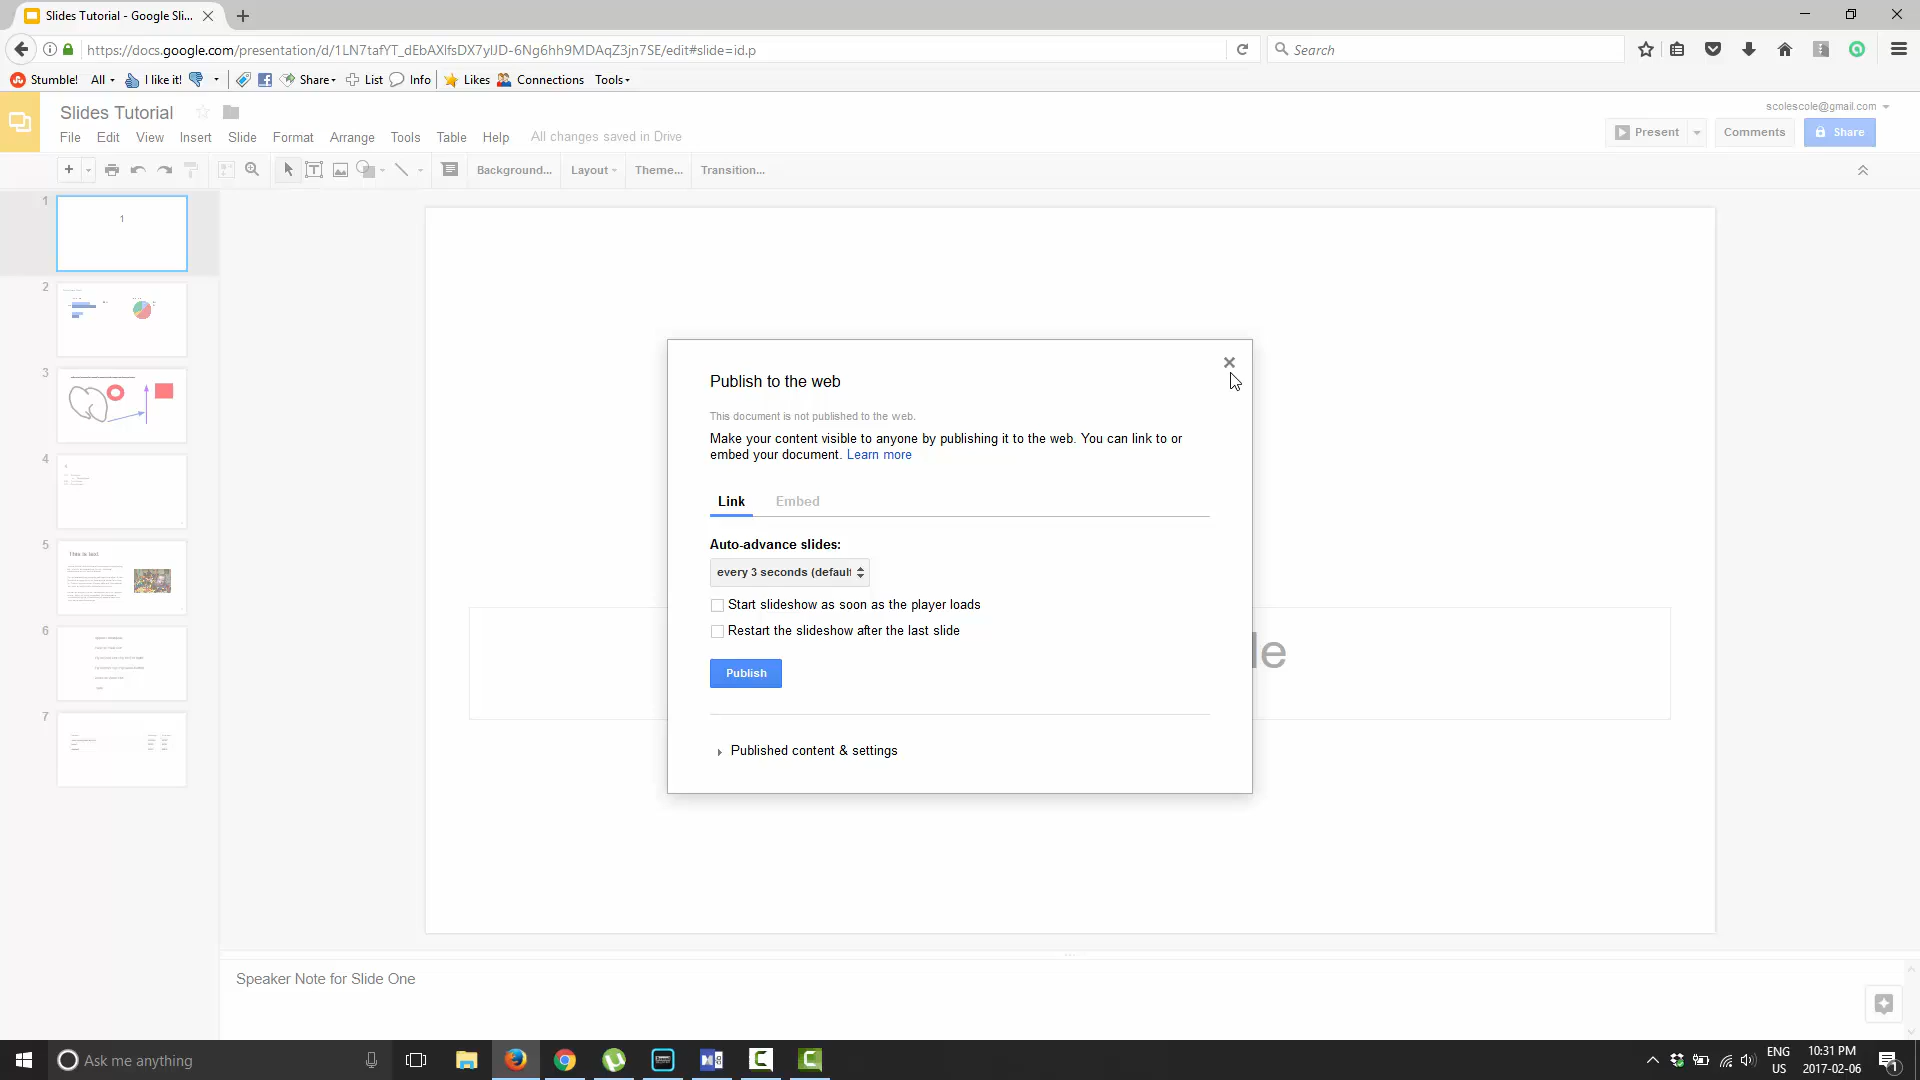 Slides Tutorial - Google Sli...
https://docs.google.com/presentation/d/1LN7tafYT_dEbAXlfsDX7yIJD-6Ng6hh9MDAqZ3jn7SE/edit#slide=id.p
Search
Stumble! All I like it! Share List Info Likes Connections Tools
Slides Tutorial
scolescole@gmail.com
File Edit View Insert Slide Format Arrange Tools Table Help All changes saved in Drive
Present Comments Share
Background... Layout Theme... Transition...
1
1
2
3
4
5
This is text
6
7
Publish to the web
This document is not published to the web.
Make your content visible to anyone by publishing it to the web. You can link to or
embed your document. Learn more
Link Embed
Auto-advance slides:
every 3 seconds (default
Start slideshow as soon as the player loads
Restart the slideshow after the last slide
Publish
Published content & settings
le
Speaker Note for Slide One
Ask me anything
ENG
US
10:31 PM
2017-02-06
1